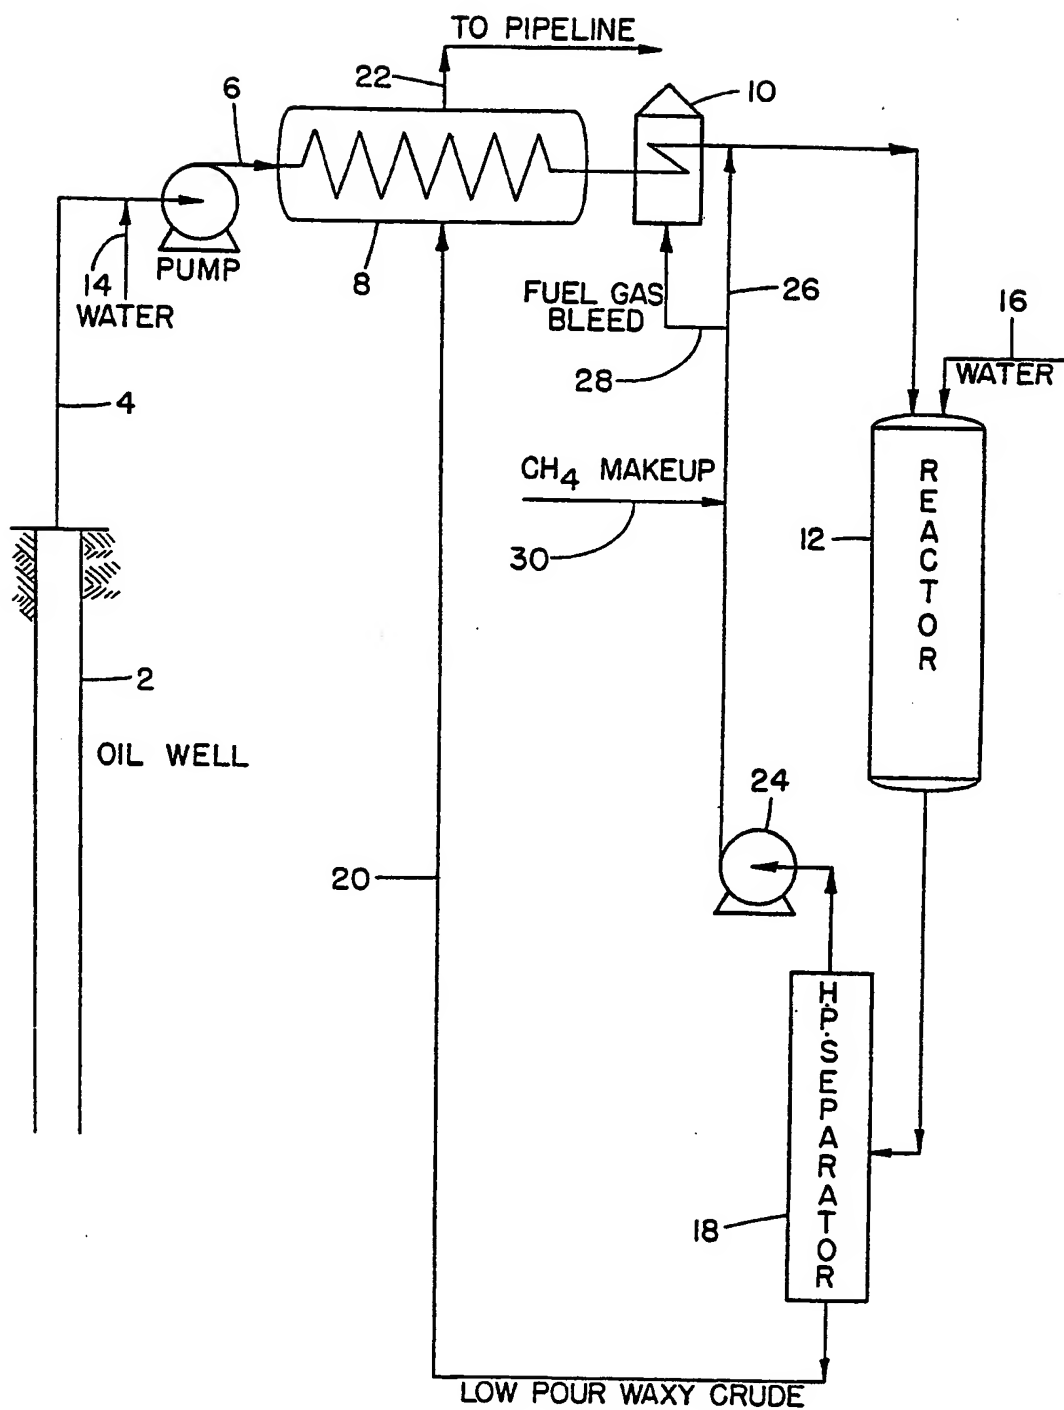 TO PIPELINE
22
6
10
PUMP
14
WATER
8
FUEL GAS
BLEED
26
28
16
WATER
4
CH4 MAKEUP
30
REACTOR
12
2
OIL WELL
24
20
H.P. SEPARATOR
18
LOW POUR WAXY CRUDE